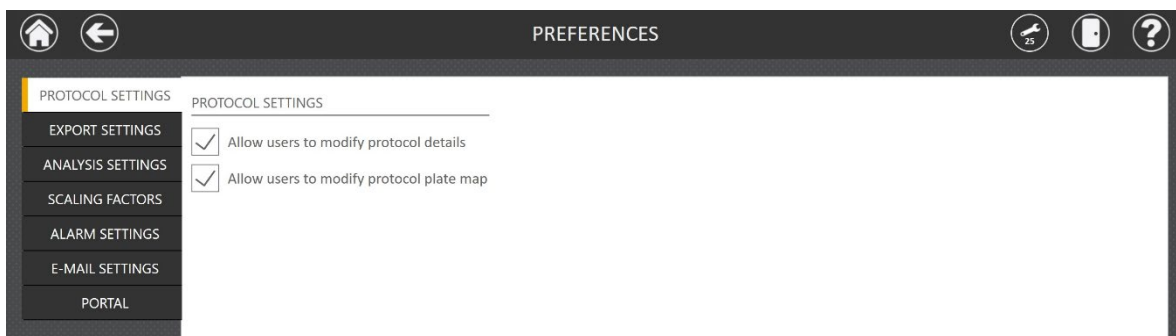 PREFERENCES
25
?
PROTOCOL SETTINGS
EXPORT SETTINGS
ANALYSIS SETTINGS
SCALING FACTORS
ALARM SETTINGS
E-MAIL SETTINGS
PORTAL
PROTOCOL SETTINGS
Allow users to modify protocol details
Allow users to modify protocol plate map